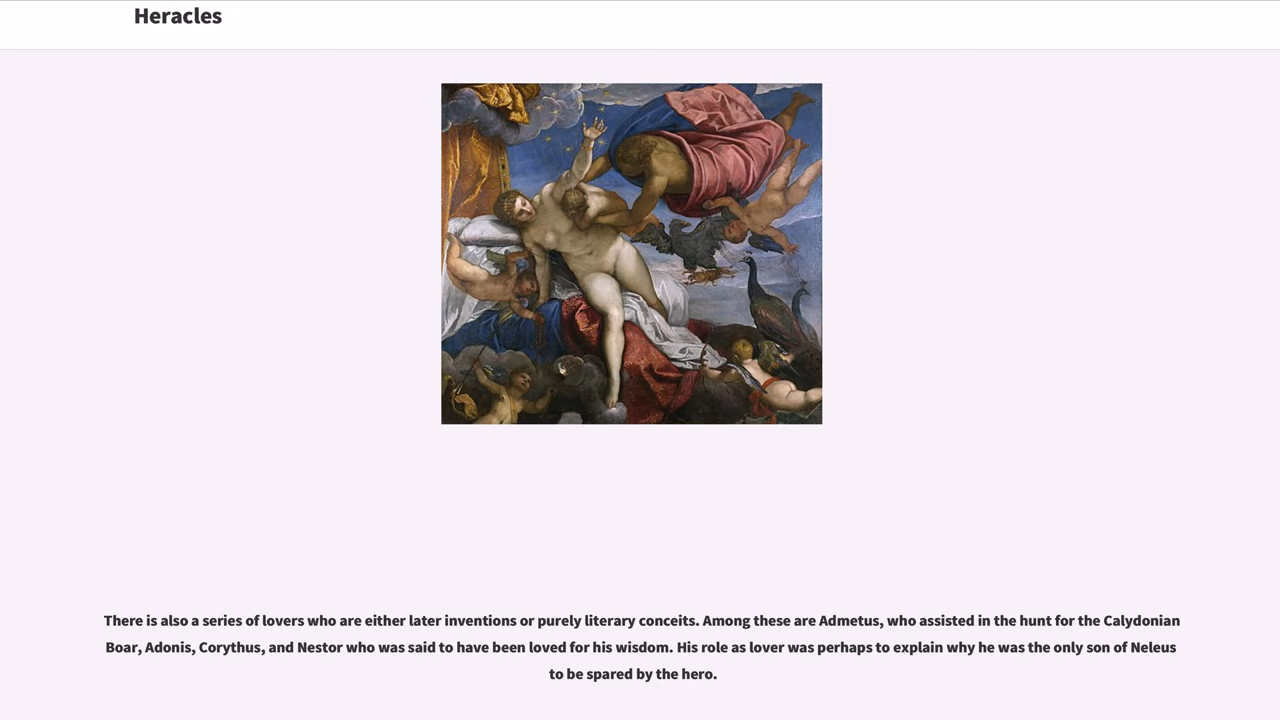 Heracles
There is also a series of lovers who are either later inventions or purely literary conceits. Among these are Admetus, who assisted in the hunt for the Calydonian
Boar, Adonis, Corythus, and Nestor who was said to have been loved for his wisdom. His role as lover was perhaps to explain why he was the only son of Neleus
to be spared by the hero.